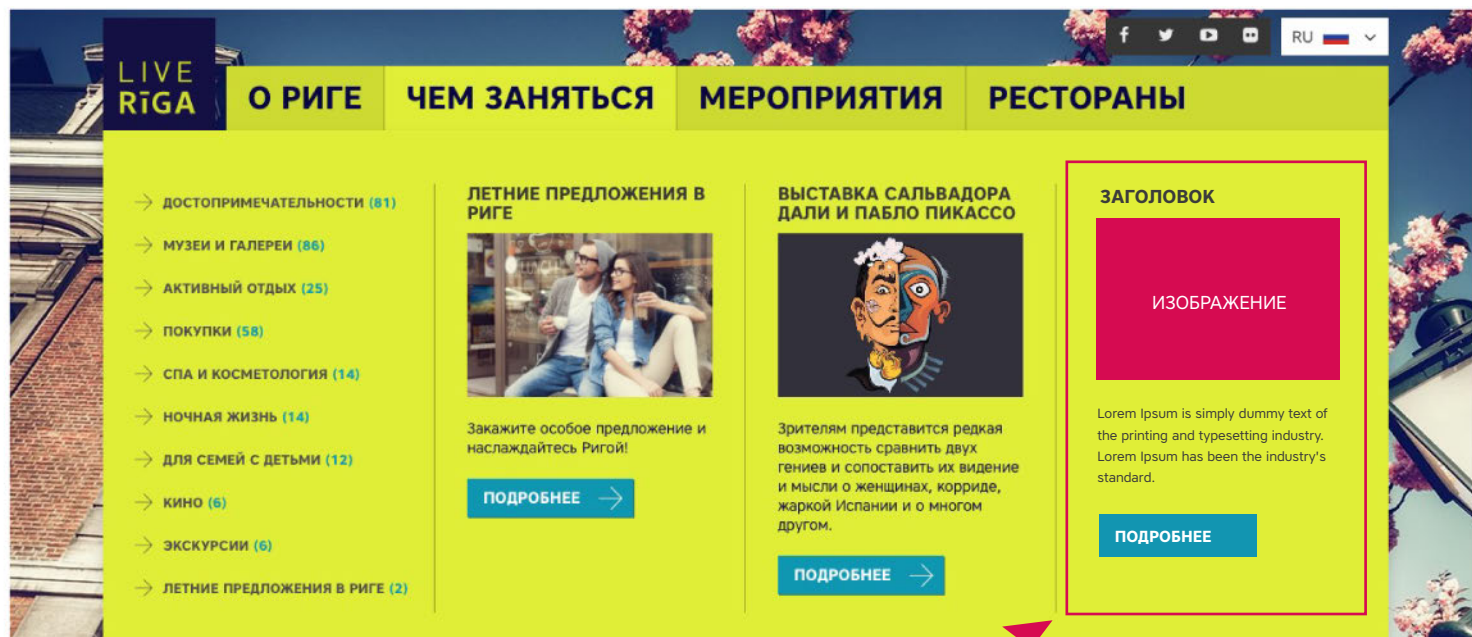 RU
LIVE
RĪGA
О РИГЕ
ЧЕМ ЗАНЯТЬСЯ
МЕРОПРИЯТИЯ
РЕСТОРАНЫ
ДОСТОПРИМЕЧАТЕЛЬНОСТИ (81)
МУЗЕИ И ГАЛЕРЕИ (86)
АКТИВНЫЙ ОТДЫХ (25)
ПОКУПКИ (58)
СПА И КОСМЕТОЛОГИЯ (14)
НОЧНАЯ ЖИЗНЬ (14)
ДЛЯ СЕМЕЙ С ДЕТЬМИ (12)
КИНО (6)
ЭКСКУРСИИ (6)
ЛЕТНИЕ ПРЕДЛОЖЕНИЯ В РИГЕ (2)
ЛЕТНИЕ ПРЕДЛОЖЕНИЯ В
РИГЕ
Закажите особое предложение и
наслаждайтесь Ригой!
ПОДРОБНЕЕ
ВЫСТАВКА САЛЬВАДОРА
ДАЛИ И ПАБЛО ПИКАССО
Зрителям представится редкая
возможность сравнить двух
гениев и сопоставить их видение
и мысли о женщинах, корриде,
жаркой Испании и о многом
другом.
ПОДРОБНЕЕ
ЗАГОЛОВОК
ИЗОБРАЖЕНИЕ
Lorem Ipsum is simply dummy text of
the printing and typesetting industry.
Lorem Ipsum has been the industry's
standard.
ПОДРОБНЕЕ